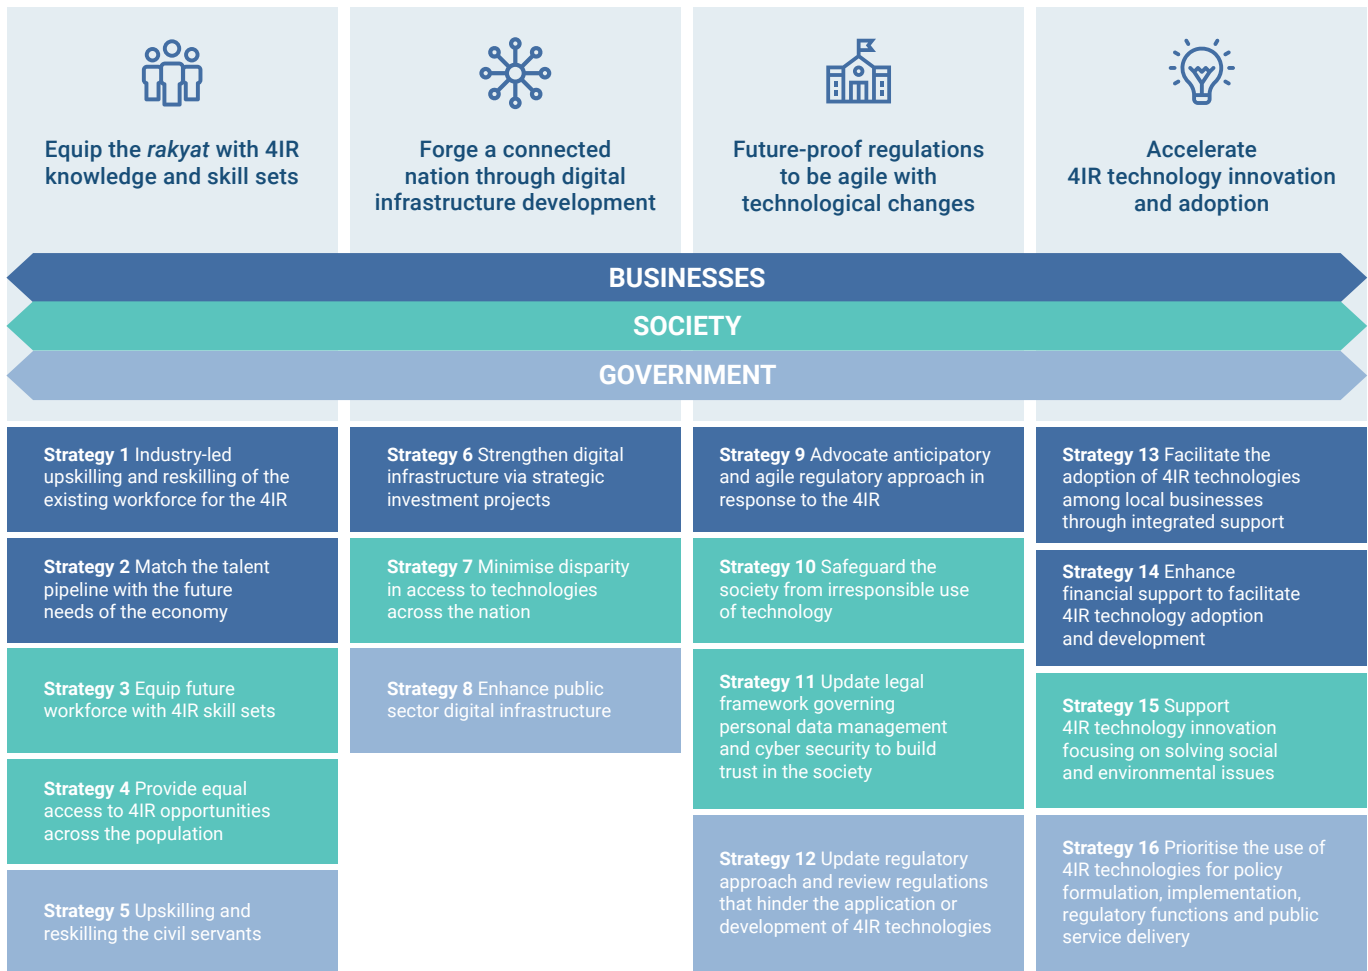 Equip the rakyat with 4IR
knowledge and skill sets
Forge a connected
nation through digital
infrastructure development
Future-proof regulations
to be agile with
technological changes
Accelerate
4IR technology innovation
and adoption
BUSINESSES
SOCIETY
GOVERNMENT
Strategy 1 Industry-led
upskilling and reskilling of the
existing workforce for the 4IR
Strategy 2 Match the talent
pipeline with the future
needs of the economy
Strategy 3 Equip future
workforce with 4IR skill sets
Strategy 4 Provide equal
access to 4IR opportunities
across the population
Strategy 5 Upskilling and
reskilling the civil servants
Strategy 6 Strengthen digital
infrastructure via strategic
investment projects
Strategy 7 Minimise disparity
in access to technologies
across the nation
Strategy 8 Enhance public
sector digital infrastructure
Strategy 9 Advocate anticipatory
and agile regulatory approach in
response to the 4IR
Strategy 10 Safeguard the
society from irresponsible use
of technology
Strategy 11 Update legal
framework governing
personal data management
and cyber security to build
trust in the society
Strategy 12 Update regulatory
approach and review regulations
that hinder the application or
development of 4IR technologies
Strategy 13 Facilitate the
adoption of 4IR technologies
among local businesses
through integrated support
Strategy 14 Enhance
financial support to facilitate
4IR technology adoption
and development
Strategy 15 Support
4IR technology innovation
focusing on solving social
and environmental issues
Strategy 16 Prioritise the use of
4IR technologies for policy
formulation, implementation,
regulatory functions and public
service delivery